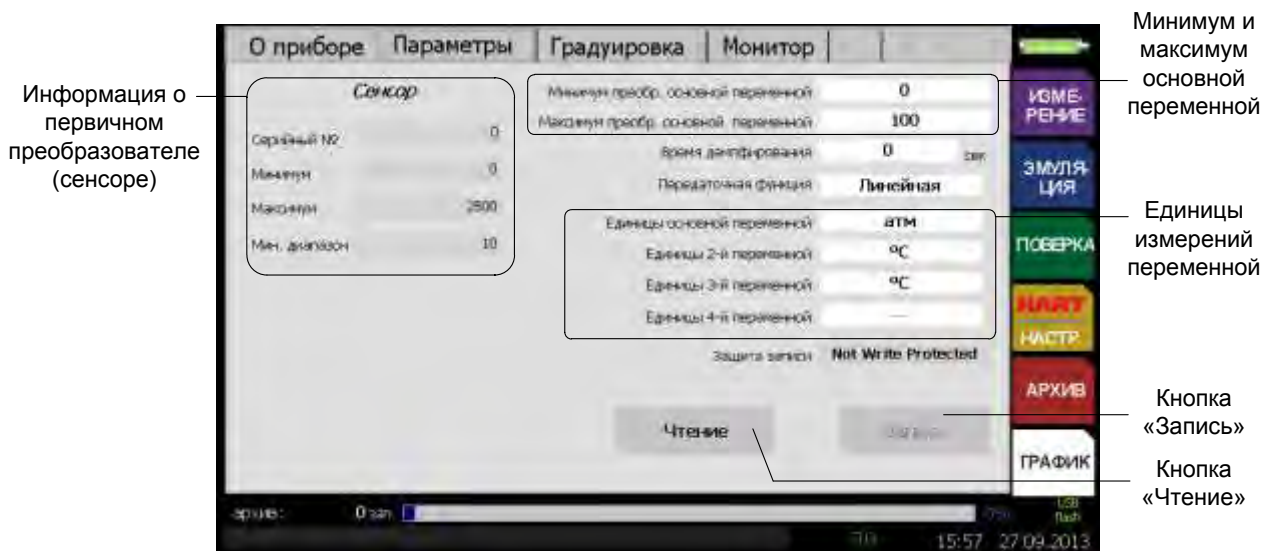 Информация о
первичном
преобразователе
(сенсоре)
О приборе Параметры Градуировка Монитор
Сенсор
Серийный № 0
Минимум 0
Максимум 2500
Мин. диапазон 10
Минимум преобр. основной переменной 0
Максимум преобр. основной переменной 100
Время демпфирования 0 сек
Передаточная функция Линейная
Единицы основной переменной атм
Единицы 2-й переменной °C
Единицы 3-й переменной °C
Единицы 4-й переменной ---
Защита записи Not Write Protected
Чтение
ИЗМЕ-
РЕНИЕ
ЭМУЛЯ-
ЦИЯ
ПОВЕРКА
HART
НАСТР.
АРХИВ
ГРАФИК
архив: 0 зап
USB
flash
15:57 27.09.2013
Минимум и
максимум
основной
переменной
Единицы
измерений
переменной
Кнопка
«Запись»
Кнопка
«Чтение»